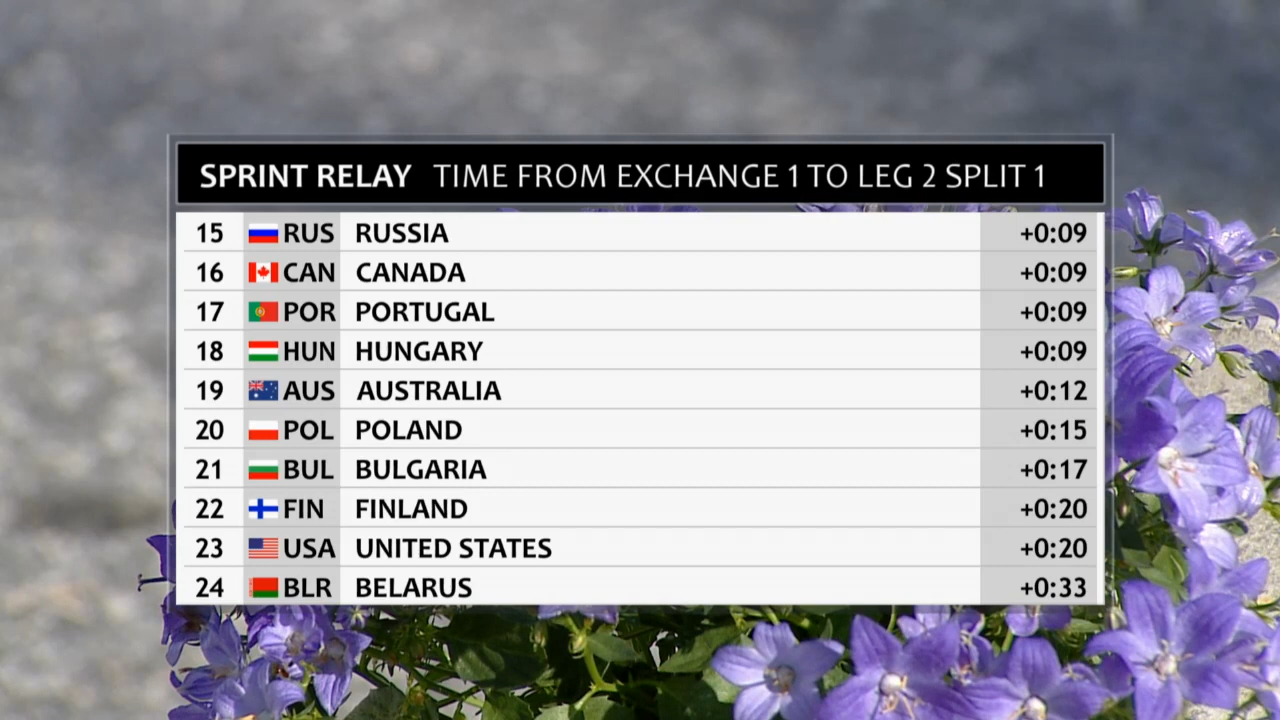 SPRINT RELAY TIME FROM EXCHANGE 1 TO LEG 2 SPLIT 1
15 RUS RUSSIA +0:09
16 CAN CANADA +0:09
17 POR PORTUGAL +0:09
18 HUN HUNGARY +0:09
19 AUS AUSTRALIA +0:12
20 POL POLAND +0:15
21 BUL BULGARIA +0:17
22 FIN FINLAND +0:20
23 USA UNITED STATES +0:20
24 BLR BELARUS +0:33